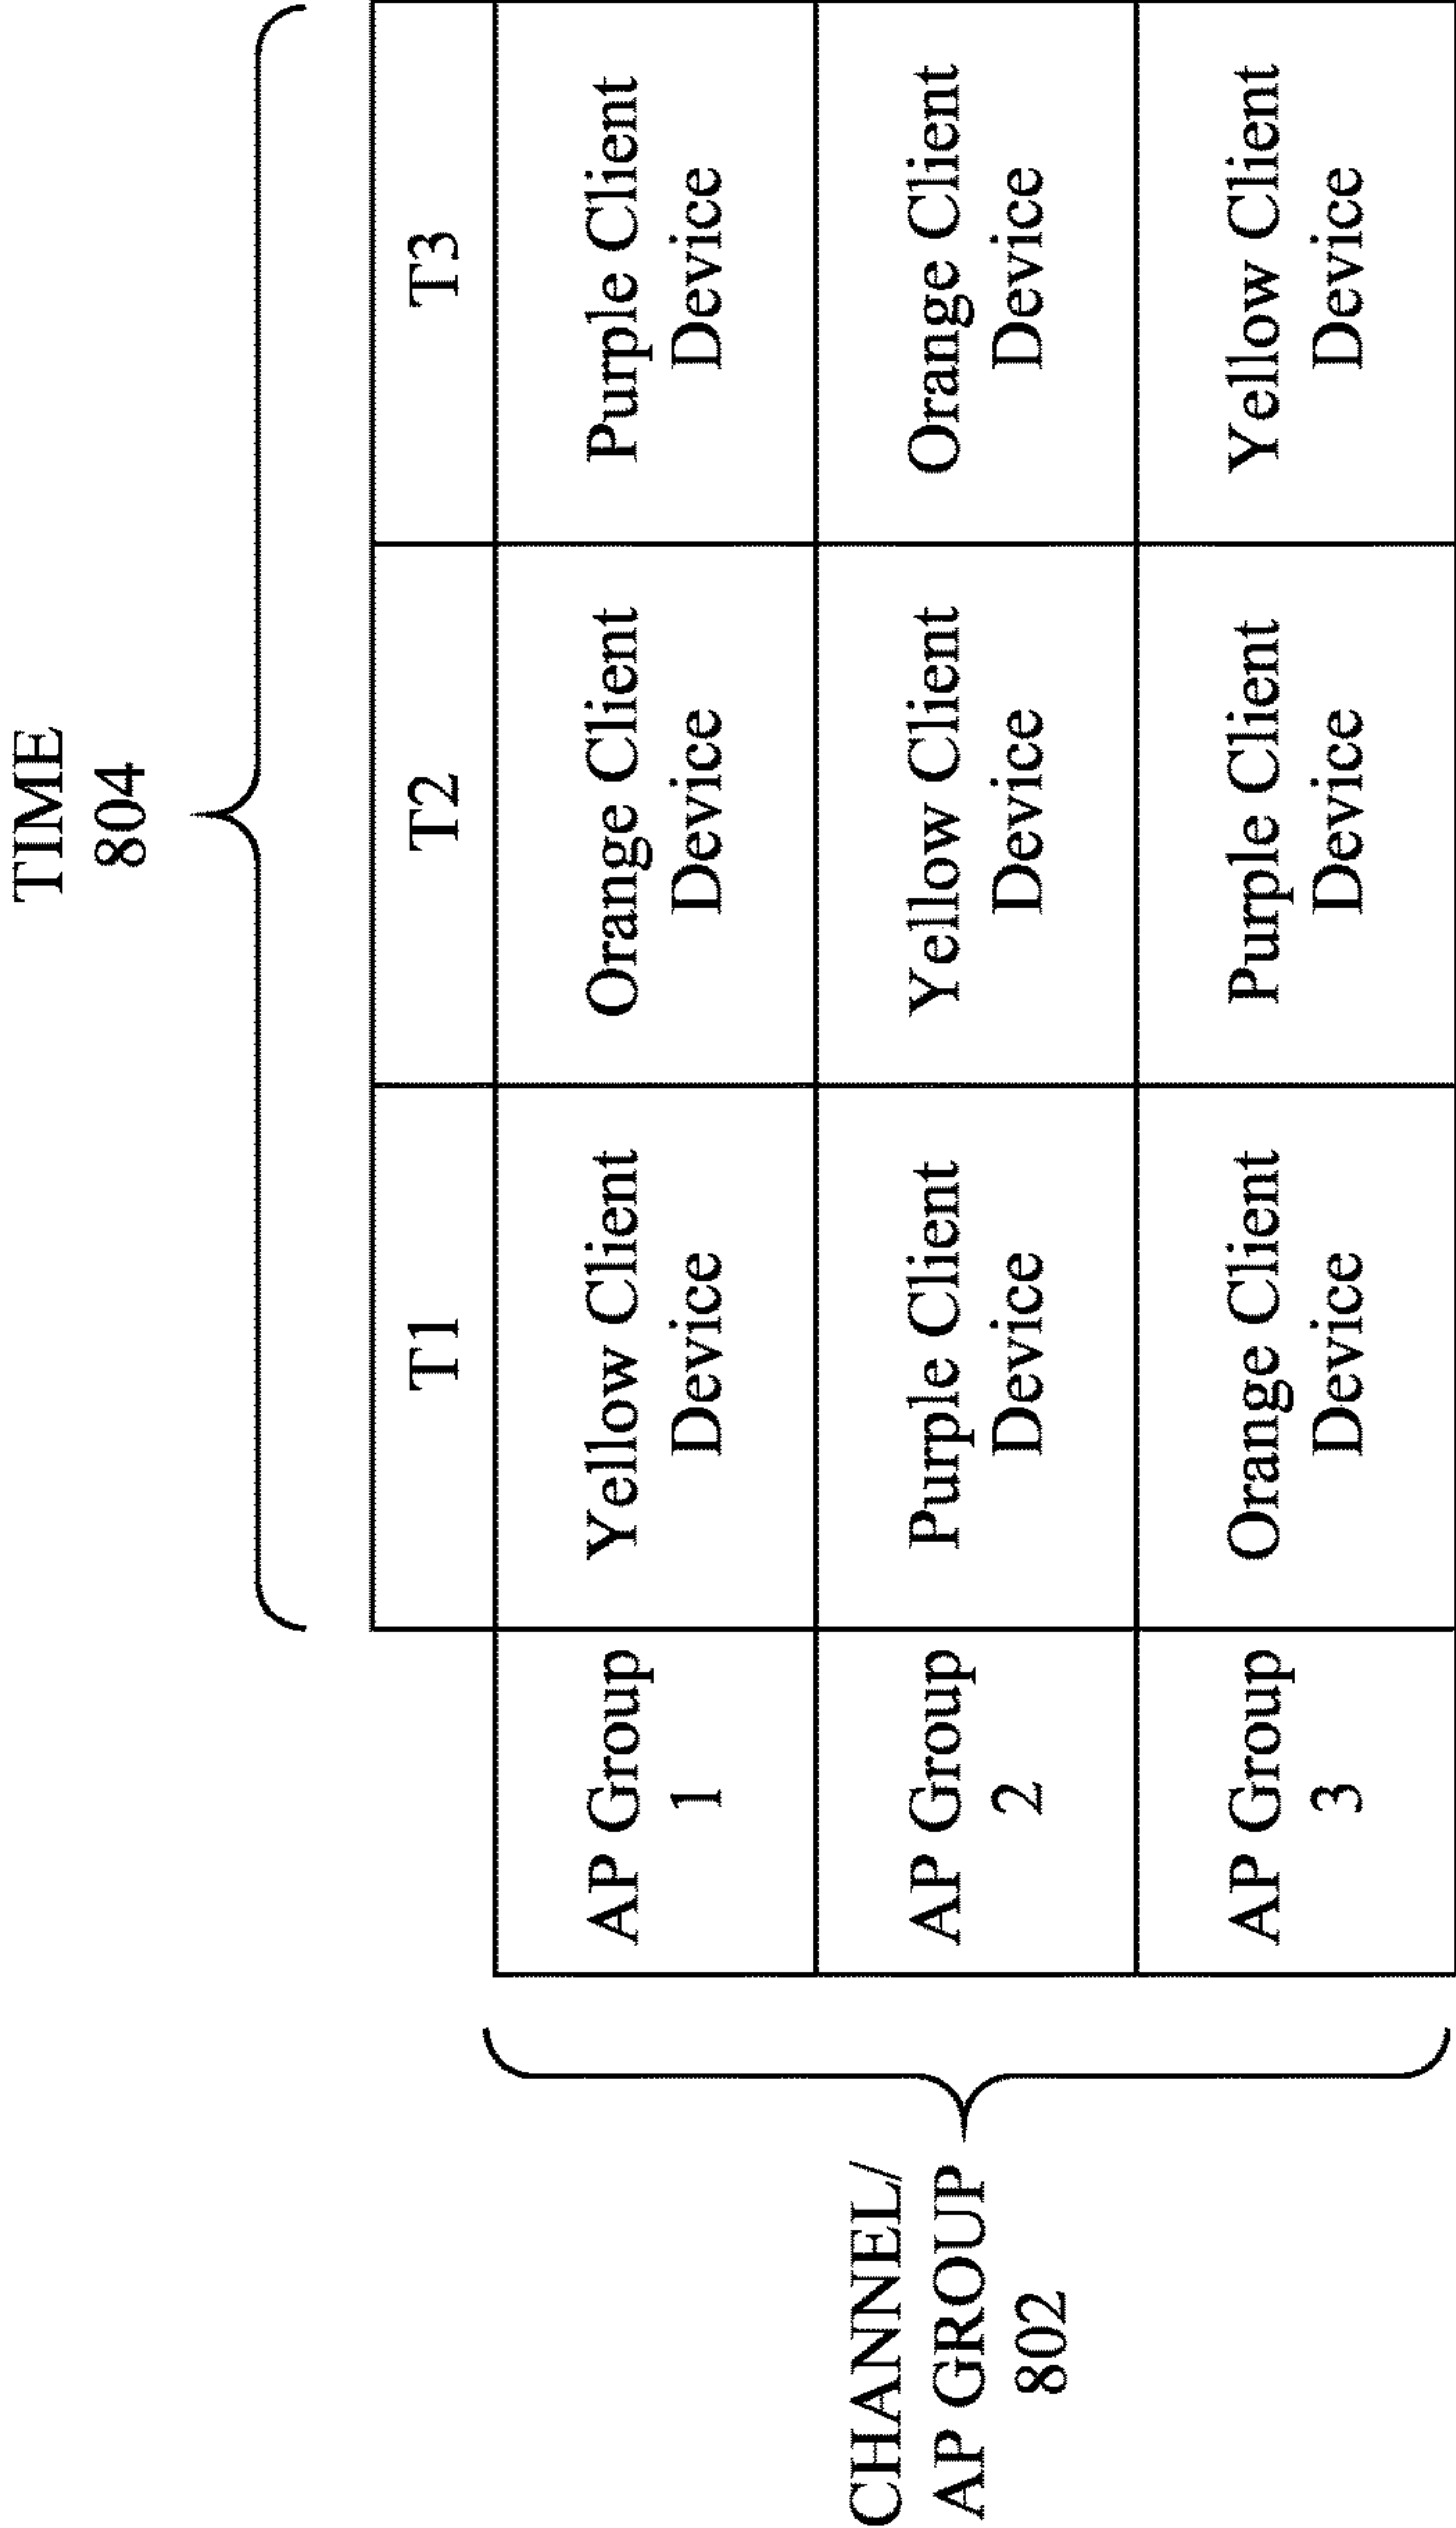 TIME
804
T1
T2
T3
CHANNEL/
AP GROUP
802
AP Group
1
Yellow Client
Device
Orange Client
Device
Purple Client
Device
AP Group
2
Purple Client
Device
Yellow Client
Device
Orange Client
Device
AP Group
3
Orange Client
Device
Purple Client
Device
Yellow Client
Device